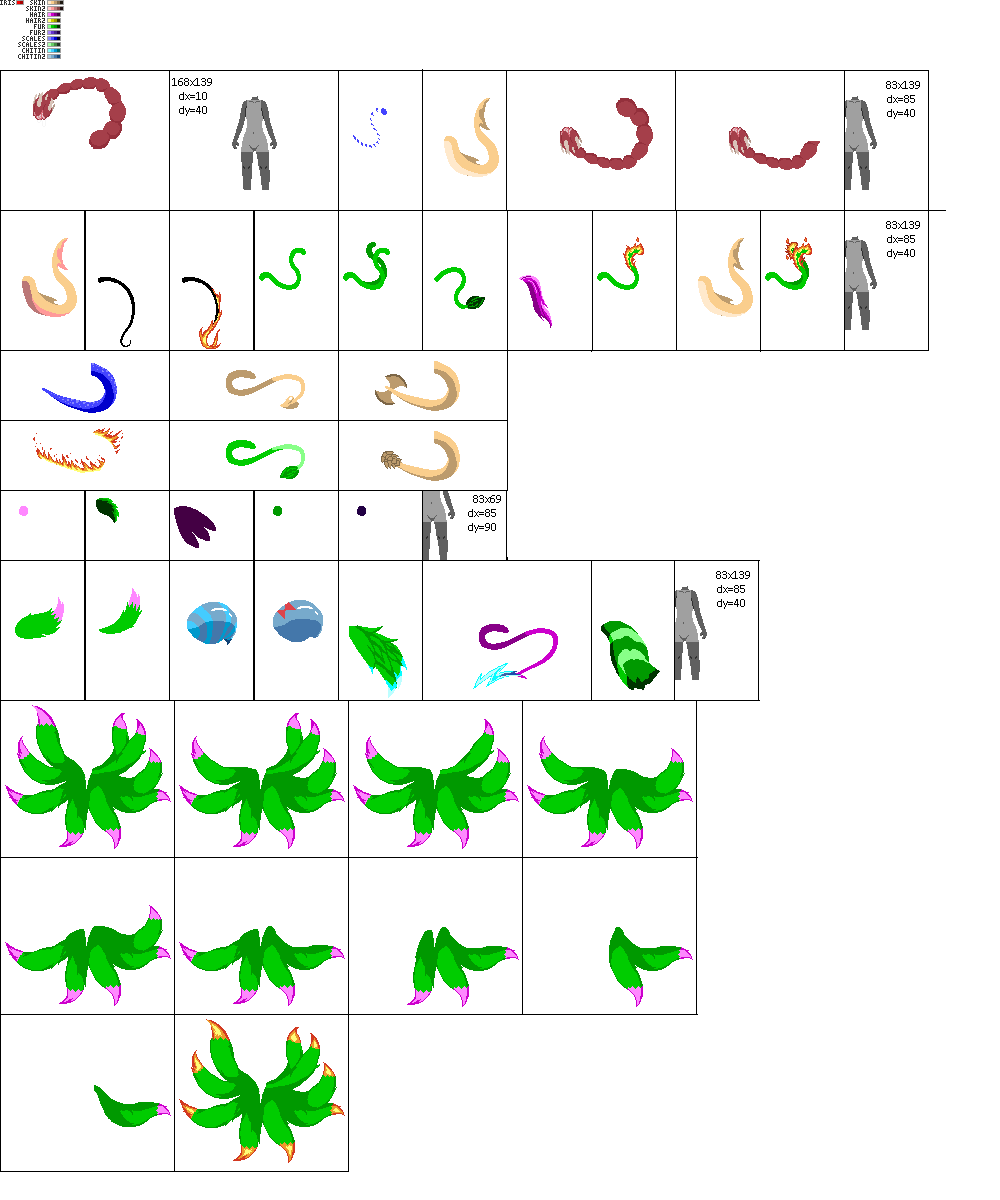 IRIS SKIN
SKIN2
HAIR
HAIR2
FUR
FUR2
SCALES
SCALES2
CHITIN
CHITIN2
168x139
dx=10
dy=40
83x139
dx=85
dy=40
83x139
dx=85
dy=40
83x69
dx=85
dy=90
83x139
dx=85
dy=40